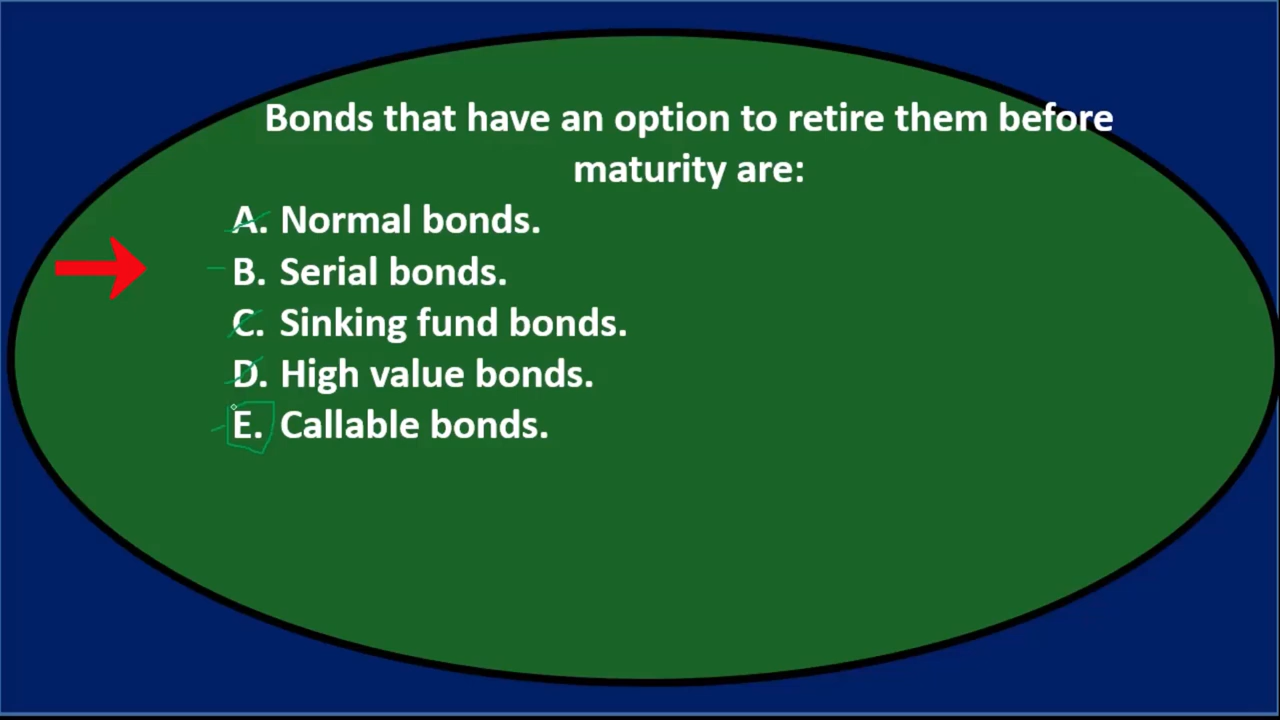 Bonds that have an option to retire them before
maturity are:
A. Normal bonds.
B. Serial bonds.
C. Sinking fund bonds.
D. High value bonds.
E. Callable bonds.